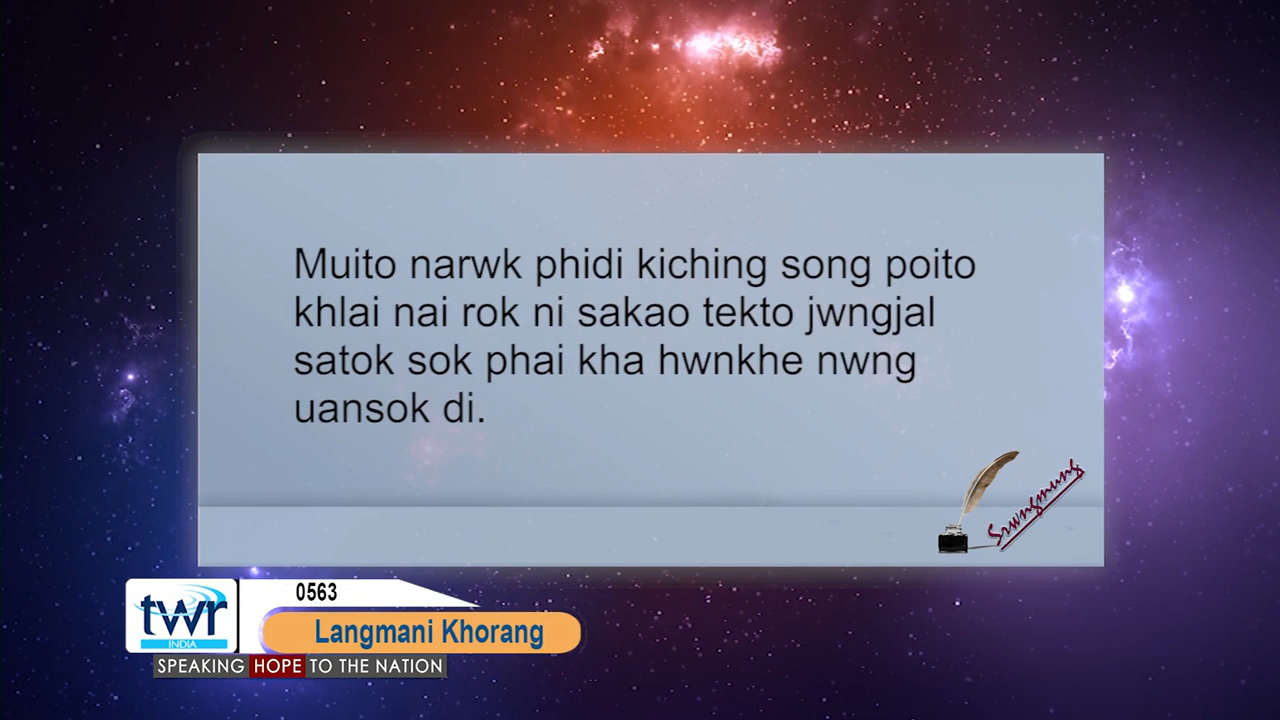 Muito narwk phidi kiching song poito
khlai nai rok ni sakao tekto jwngjal
satok sok phai kha hwnkhe nwng
uansok di.
Srwngmung
0563
twr
INDIA
Langmani Khorang
SPEAKING HOPE TO THE NATION